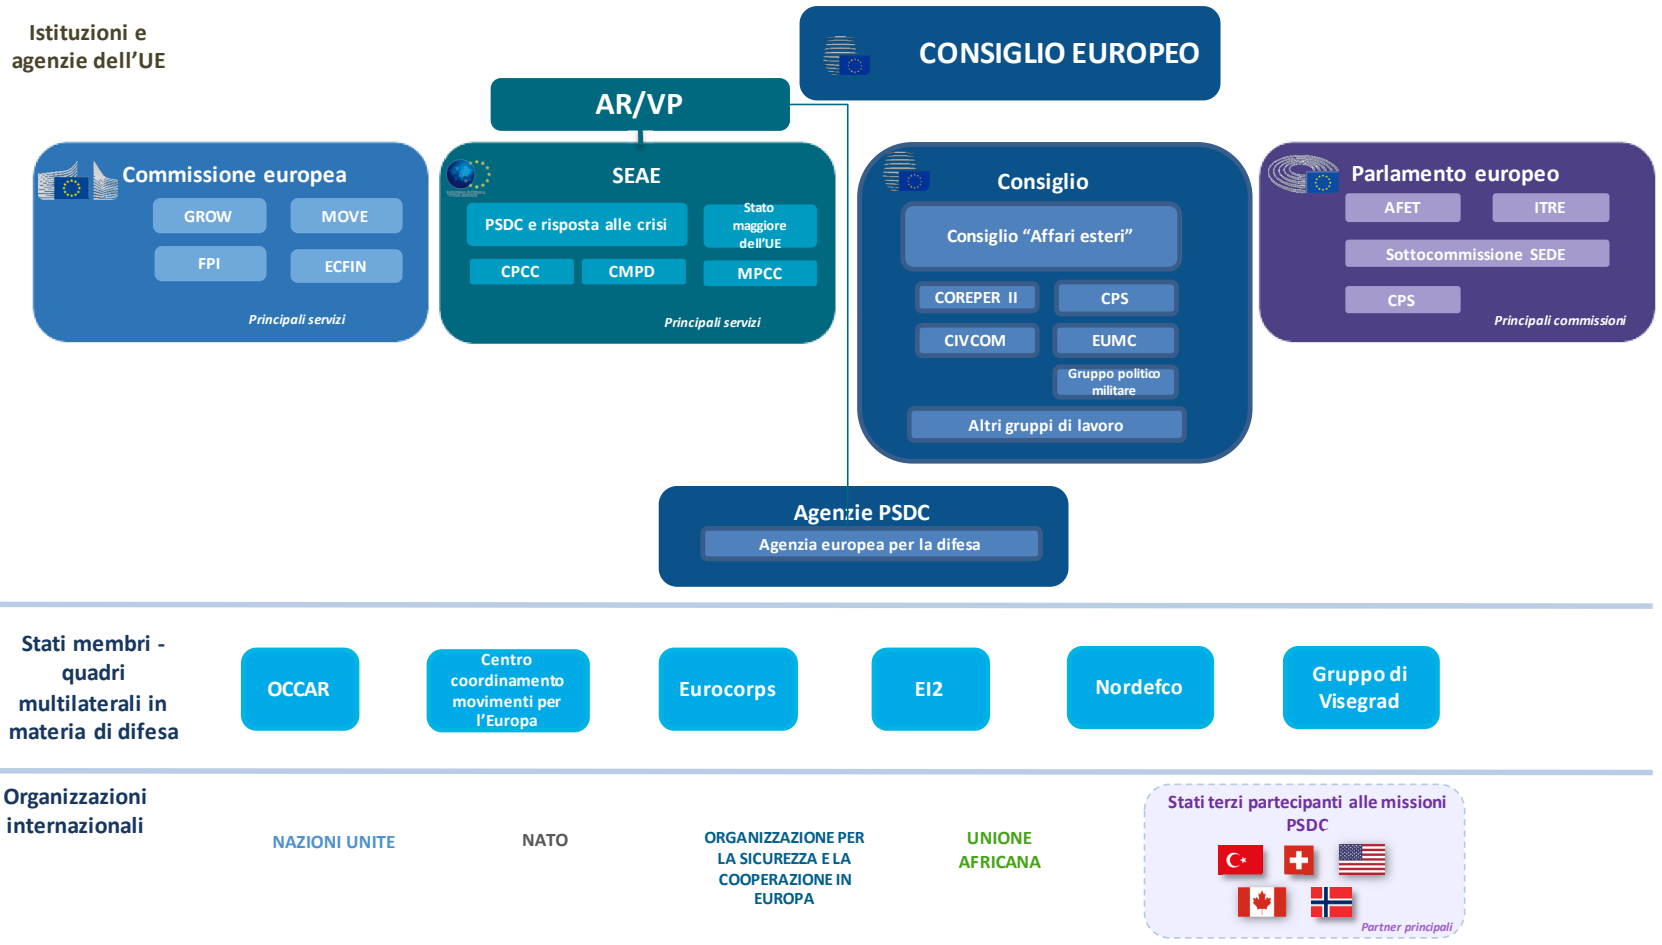 Istituzioni e
agenzie dell'UE
CONSIGLIO EUROPEO
AR/VP
Commissione europea
GROW
MOVE
FPI
ECFIN
Principali servizi
SEAE
PSDC e risposta alle crisi
Stato
maggiore
dell'UE
CPCC
CMPD
MPCC
Principali servizi
Consiglio
Consiglio “Affari esteri”
COREPER II
CPS
CIVCOM
EUMC
Gruppo politico
militare
Altri gruppi di lavoro
Parlamento europeo
AFET
ITRE
Sottocommissione SEDE
CPS
Principali commissioni
Agenzie PSDC
Agenzia europea per la difesa
Stati membri -
quadri
multilaterali in
materia di difesa
OCCAR
Centro
coordinamento
movimenti per
l'Europa
Eurocorps
EI2
Nordefco
Gruppo di
Visegrad
Organizzazioni
internazionali
NAZIONI UNITE
NATO
ORGANIZZAZIONE PER
LA SICUREZZA E LA
COOPERAZIONE IN
EUROPA
UNIONE
AFRICANA
Stati terzi partecipanti alle missioni
PSDC
Partner principali